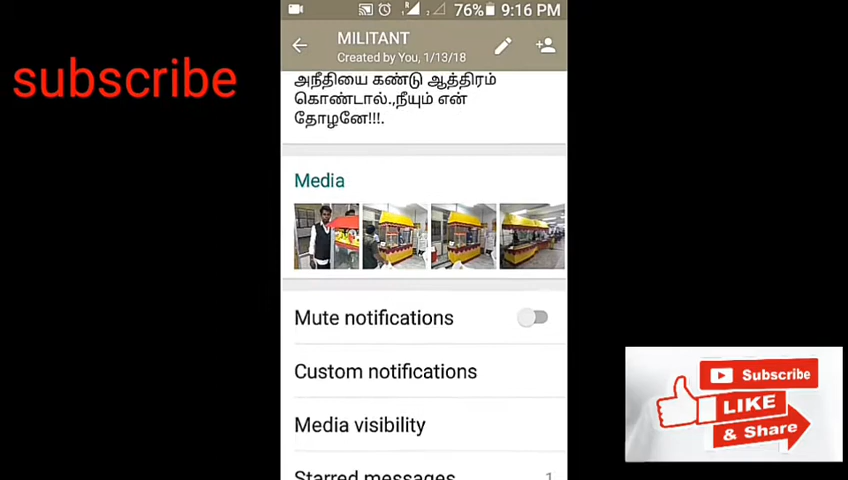 76% 9:16 PM
MILITANT
Created by You, 1/13/18
subscribe
அநீதியை கண்டு ஆத்திரம்
கொண்டால்.,நீயும் என்
தோழனே!!!.
Media
Mute notifications
Custom notifications
Media visibility
Starred messages 1
Subscribe
LIKE
& Share